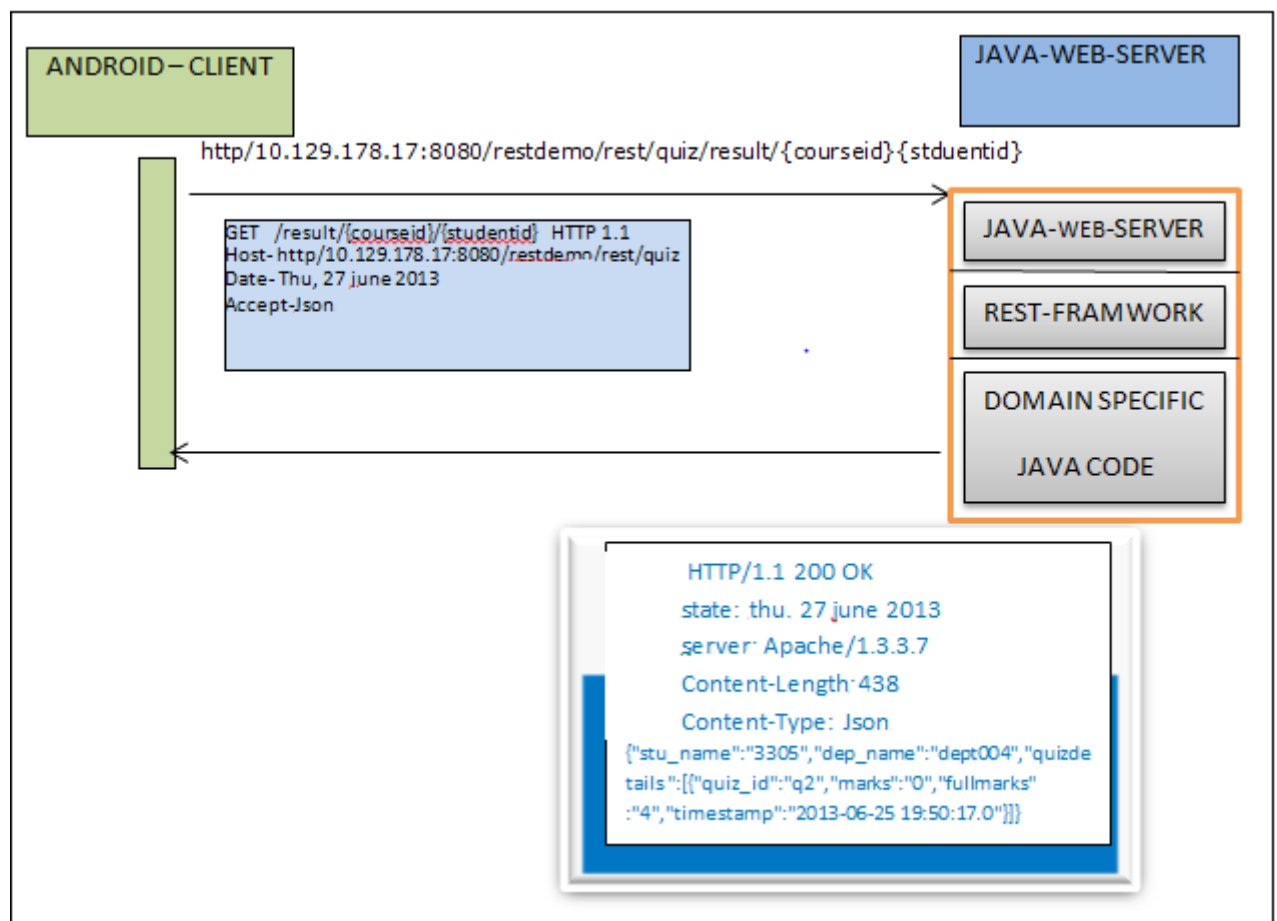 ANDROID – CLIENT
JAVA-WEB-SERVER
http/10.129.178.17:8080/restdemo/rest/quiz/result/{courseid}{stduentid}
GET /result/{courseid}/{studentid} HTTP 1.1
Host- http/10.129.178.17:8080/restdemo/rest/quiz
Date- Thu, 27 june 2013
Accept-Json
JAVA-WEB-SERVER
REST-FRAMWORK
DOMAIN SPECIFIC
JAVA CODE
HTTP/1.1 200 OK
state: thu. 27 june 2013
server: Apache/1.3.3.7
Content-Length:438
Content-Type: Json
{"stu_name":"3305","dep_name":"dept004","quizde
tails":[{"quiz_id":"q2","marks":"0","fullmarks"
:"4","timestamp":"2013-06-25 19:50:17.0"}]}